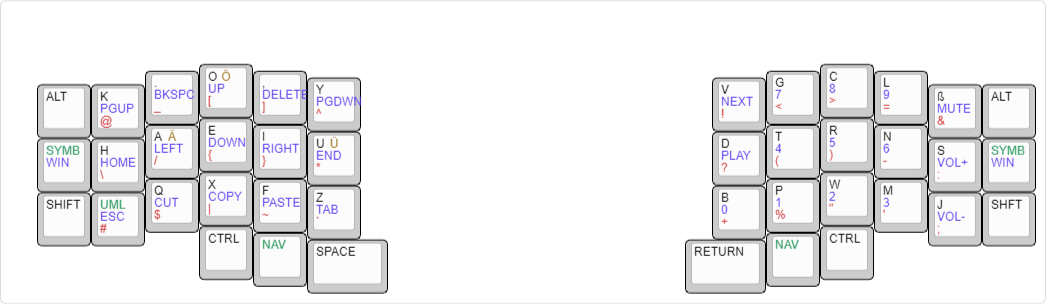 ALT
K
PGUP
@
.
BKSPC
_
O Ö
UP
[
,
DELETE
]
Y
PGDWN
^
SYMB
WIN
H
HOME
\
A Ä
LEFT
/
E
DOWN
{
I
RIGHT
}
U Ü
END
*
SHIFT
UML
ESC
#
Q
CUT
$
X
COPY
|
F
PASTE
~
Z
TAB
`
CTRL
NAV
SPACE
V
NEXT
!
G
7
<
C
8
>
L
9
=
ß
MUTE
&
ALT
D
PLAY
?
T
4
(
R
5
)
N
6
-
S
VOL+
:
SYMB
WIN
B
0
+
P
1
%
W
2
"
M
3
'
J
VOL-
;
SHFT
RETURN
NAV
CTRL